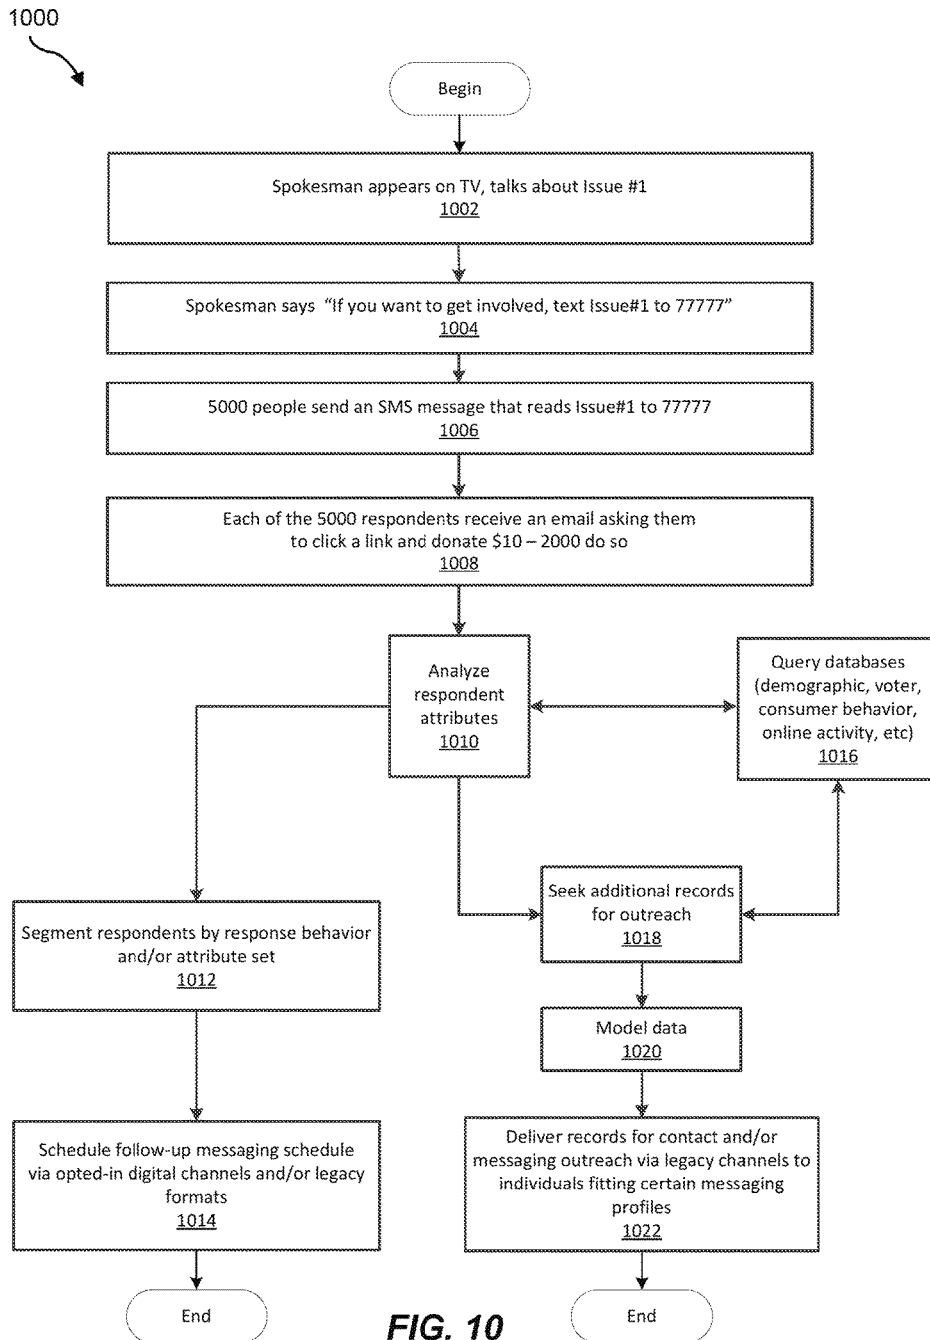 1000
Begin
Spokesman appears on TV, talks about Issue #1
1002
Spokesman says “If you want to get involved, text Issue#1 to 77777”
1004
5000 people send an SMS message that reads Issue#1 to 77777
1006
Each of the 5000 respondents receive an email asking them
to click a link and donate $10 – 2000 do so
1008
Analyze
respondent
attributes
1010
Query databases
(demographic, voter,
consumer behavior,
online activity, etc)
1016
Seek additional records
for outreach
1018
Segment respondents by response behavior
and/or attribute set
1012
Model data
1020
Schedule follow-up messaging schedule
via opted-in digital channels and/or legacy
formats
1014
Deliver records for contact and/or
messaging outreach via legacy channels to
individuals fitting certain messaging
profiles
1022
End
End
FIG. 10